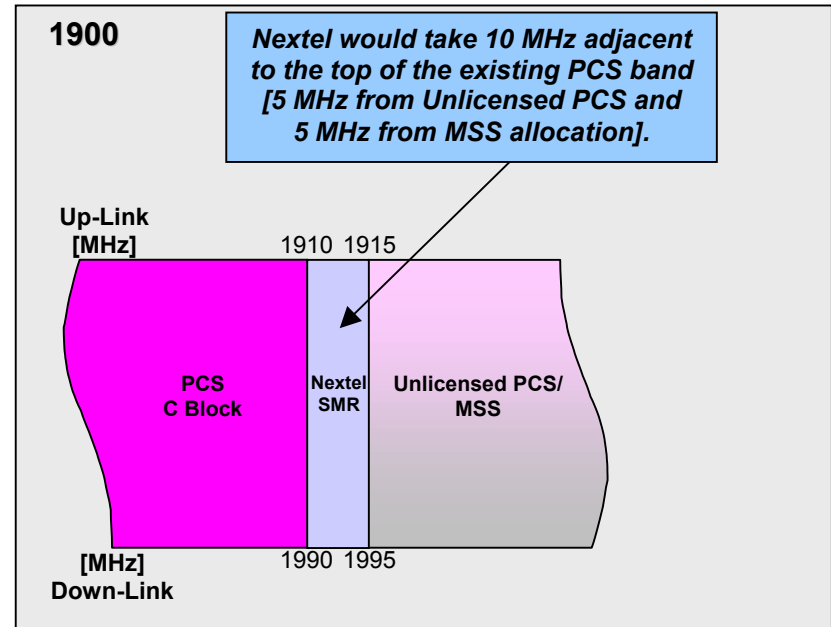 1900
Nextel would take 10 MHz adjacent
to the top of the existing PCS band
[5 MHz from Unlicensed PCS and
5 MHz from MSS allocation].
Up-Link
[MHz]
1910 1915
PCS
C Block
Nextel
SMR
Unlicensed PCS/
MSS
[MHz]
Down-Link
1990 1995